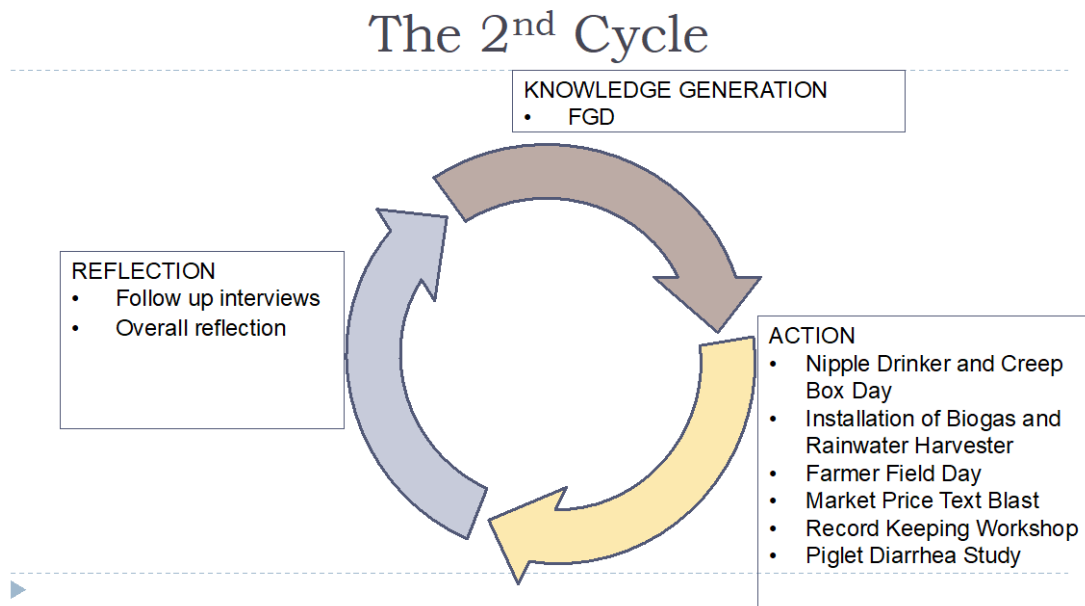 The 2nd Cycle
KNOWLEDGE GENERATION
• FGD
REFLECTION
• Follow up interviews
• Overall reflection
ACTION
• Nipple Drinker and Creep
Box Day
• Installation of Biogas and
Rainwater Harvester
• Farmer Field Day
• Market Price Text Blast
• Record Keeping Workshop
• Piglet Diarrhea Study